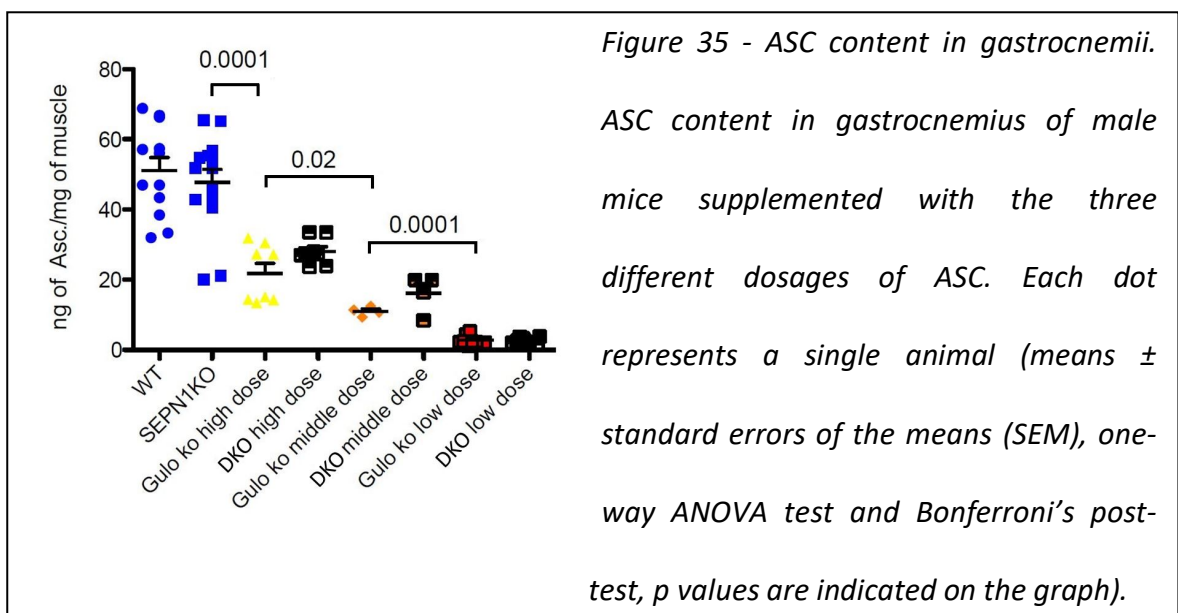 Figure 35 - ASC content in gastrocnemii.
ASC content in gastrocnemius of male
mice supplemented with the three
different dosages of ASC. Each dot
represents a single animal (means ±
standard errors of the means (SEM), one-
way ANOVA test and Bonferroni’s post-
test, p values are indicated on the graph).
0.0001
0.02
0.0001
ng of Asc./mg of muscle
80
60
40
20
0
WT
SEPN1KO
Gulo ko high dose
DKO high dose
Gulo ko middle dose
DKO middle dose
Gulo ko low dose
DKO low dose